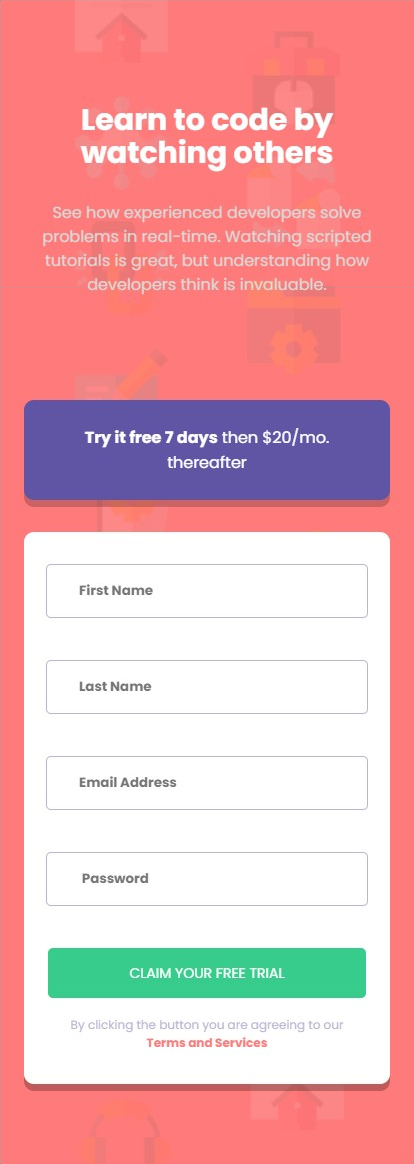 Learn to code by
watching others
See how experienced developers solve
problems in real-time. Watching scripted
tutorials is great, but understanding how
developers think is invaluable.
Try it free 7 days then $20/mo.
thereafter
First Name
Last Name
Email Address
Password
CLAIM YOUR FREE TRIAL
By clicking the button you are agreeing to our
Terms and Services